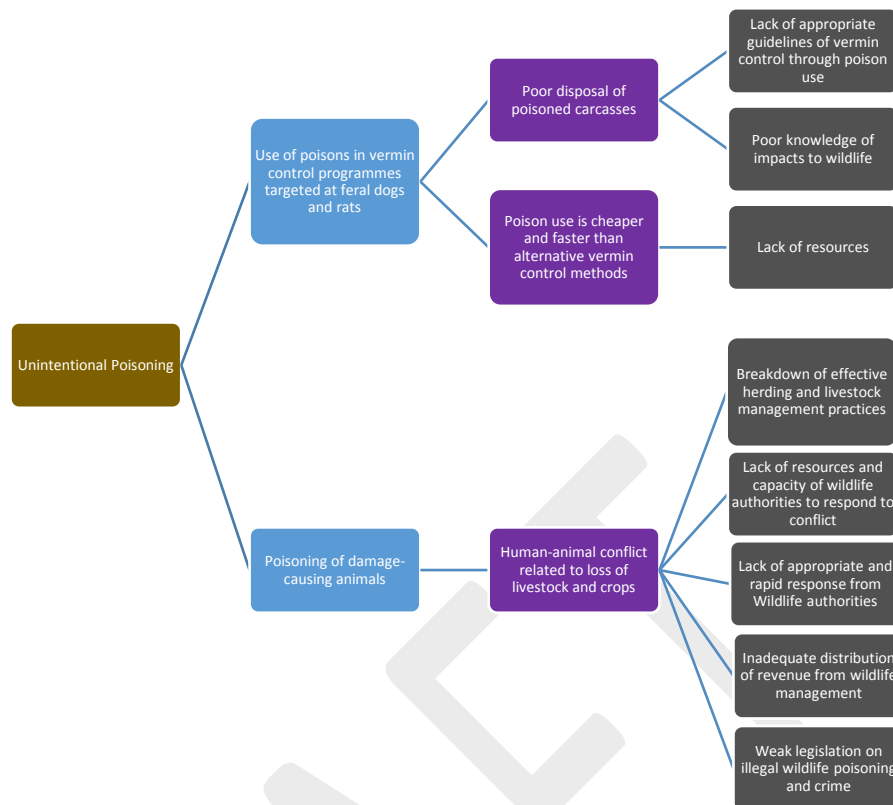 Lack of appropriate
guidelines of vermin
control through poison
use
Poor disposal of
poisoned carcasses
Poor knowledge of
impacts to wildlife
Use of poisons in vermin
control programmes
targeted at feral dogs
and rats
Poison use is cheaper
and faster than
alternative vermin
control methods
Lack of resources
Unintentional Poisoning
Breakdown of effective
herding and livestock
management practices
Lack of resources and
capacity of wildlife
authorities to respond to
conflict
Poisoning of damage-
causing animals
Human-animal conflict
related to loss of
livestock and crops
Lack of appropriate and
rapid response from
Wildlife authorities
Inadequate distribution
of revenue from wildlife
management
Weak legislation on
illegal wildlife poisoning
and crime